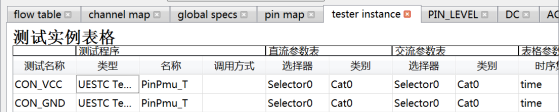 flow table channel map global specs pin map tester instance PIN_LEVEL DC AC
测试实例表格
测试程序 直流参数表 交流参数表 表格参数
测试名称 类型 名称 调用方式 选择器 类别 选择器 类别 时序集
CON_VCC UESTC Te... PinPmu_T Selector0 Cat0 Selector0 Cat0 time
CON_GND UESTC Te... PinPmu_T Selector0 Cat0 Selector0 Cat0 time